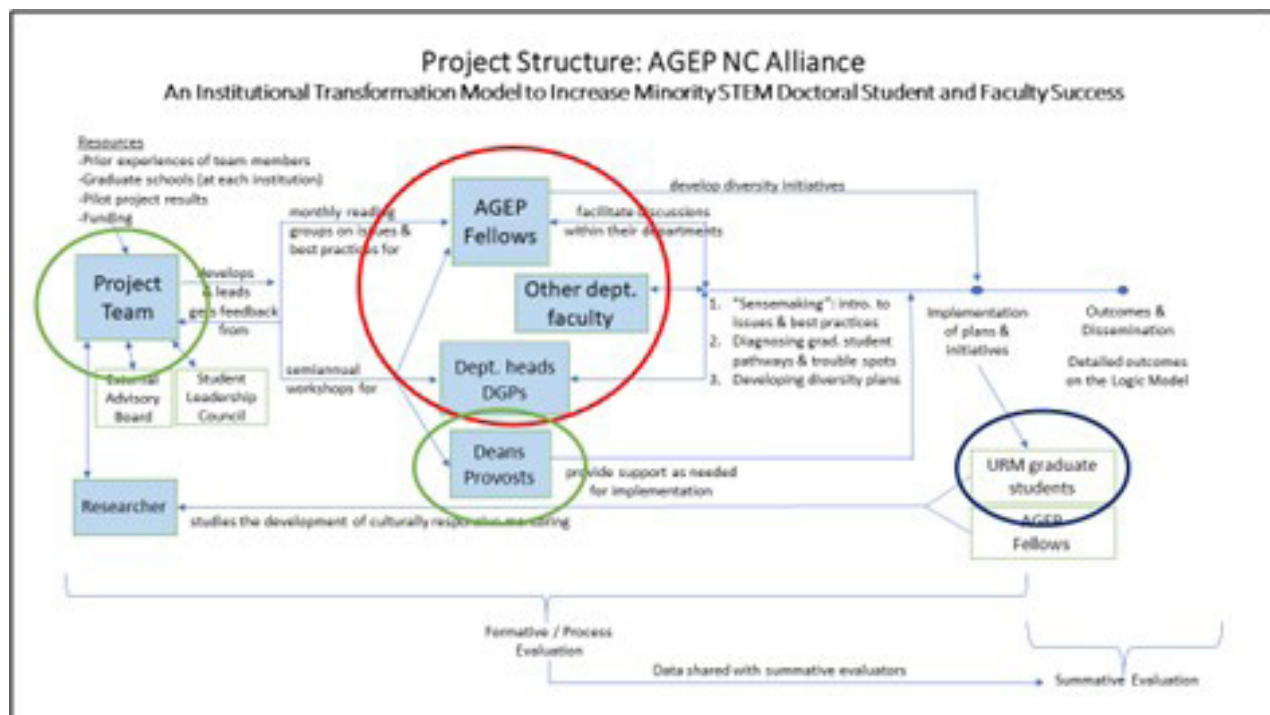 Project Structure: AGEP NC Alliance
An Institutional Transformation Model to Increase Minority STEM Doctoral Student and Faculty Success
Resources
-Prior experiences of team members
-Graduate schools (at each institution)
-Pilot project results
-Funding
Project
Team
develops
& leads
gets feedback
from
External
Advisory
Board
Student
Leadership
Council
Researcher
monthly reading
groups on issues &
best practices for
semiannual
workshops for
AGEP
Fellows
Other dept.
faculty
Dept. heads
DGPs
Deans
Provosts
develop diversity initiatives
facilitate discussions
within their departments
1. "Sensemaking": intro. to
issues & best practices
2. Diagnosing grad. student
pathways & trouble spots
3. Developing diversity plans
provide support as needed
for implementation
studies the development of culturally responsive mentoring
Implementation
of plans &
initiatives
Outcomes &
Dissemination
Detailed outcomes
on the Logic Model
URM graduate
students
AGEP
Fellows
Formative / Process
Evaluation
Data shared with summative evaluators
Summative Evaluation